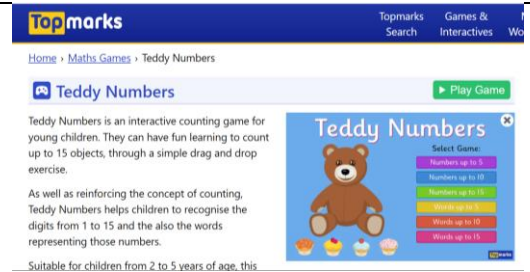 Topmarks
Topmarks Search
Games & Interactives
Home › Maths Games › Teddy Numbers
Teddy Numbers
Play Game
Teddy Numbers is an interactive counting game for
young children. They can have fun learning to count
up to 15 objects, through a simple drag and drop
exercise.
As well as reinforcing the concept of counting,
Teddy Numbers helps children to recognise the
digits from 1 to 15 and the also the words
representing those numbers.
Suitable for children from 2 to 5 years of age, this
Teddy Numbers
Select Game:
Numbers up to 5
Numbers up to 10
Numbers up to 15
Words up to 5
Words up to 10
Words up to 15
Topmarks